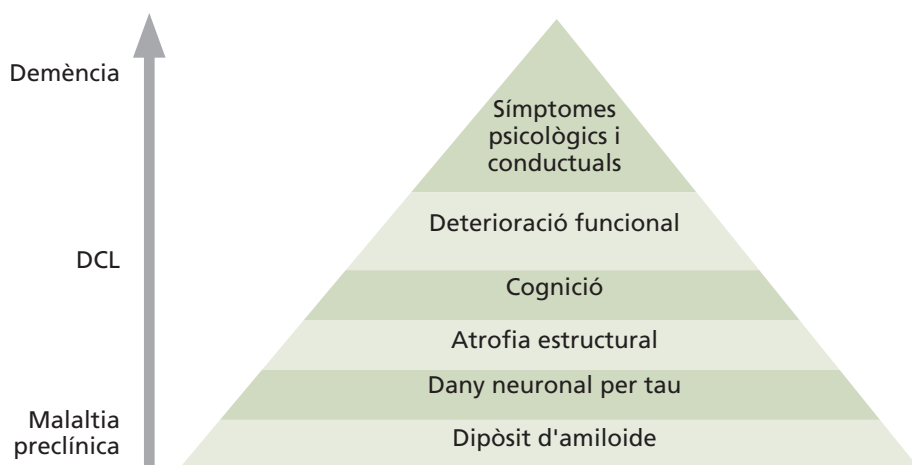 Demència
Símptomes
psicològics i
conductuals
Deterioració funcional
DCL
Cognició
Atrofia estructural
Dany neuronal per tau
Malaltia
preclínica
Dipòsit d'amiloide